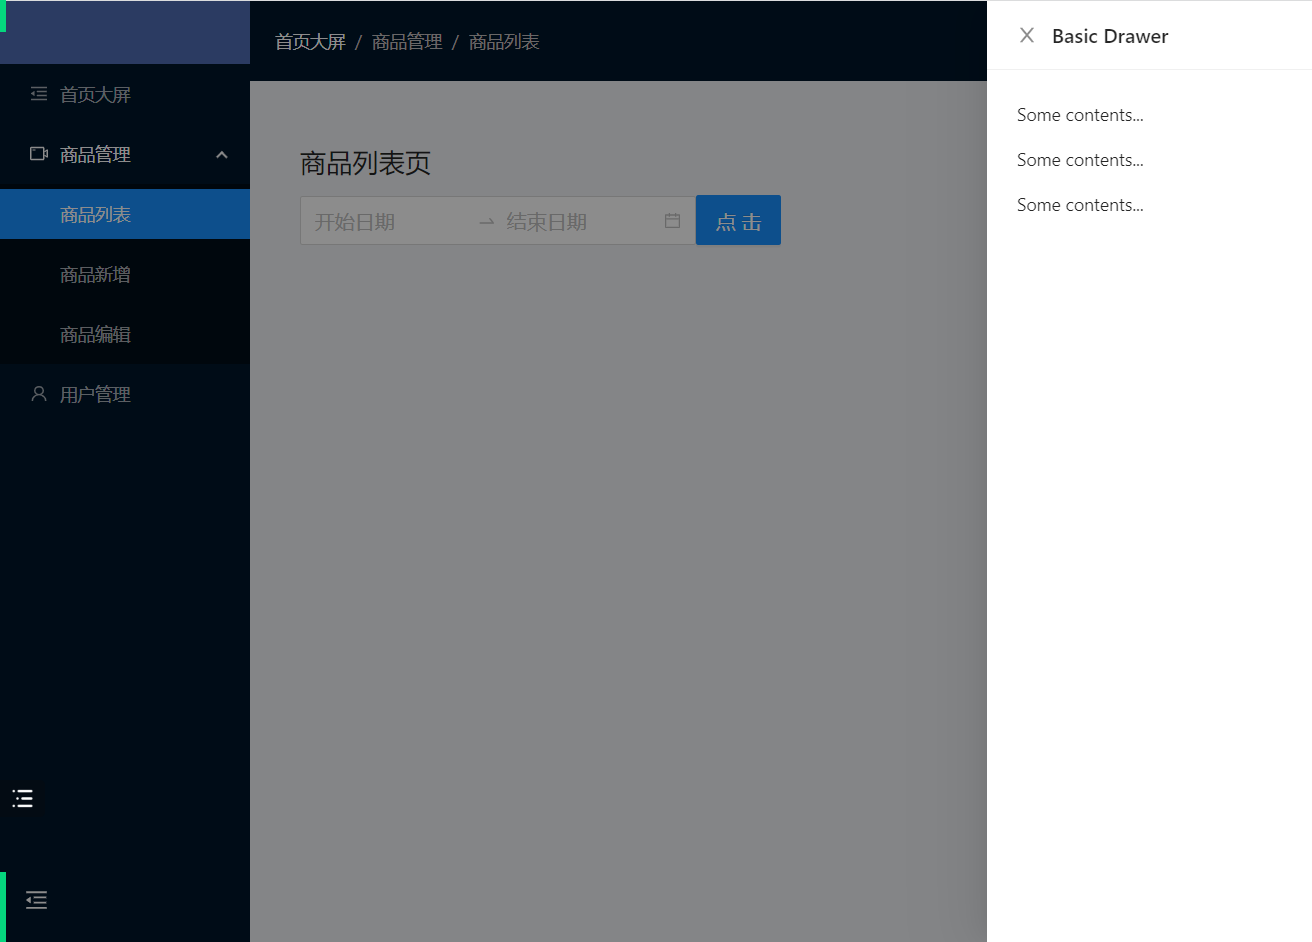 首页大屏
商品管理
商品列表
商品新增
商品编辑
用户管理
首页大屏 / 商品管理 / 商品列表
商品列表页
开始日期 → 结束日期
点 击
Basic Drawer
Some contents...
Some contents...
Some contents...